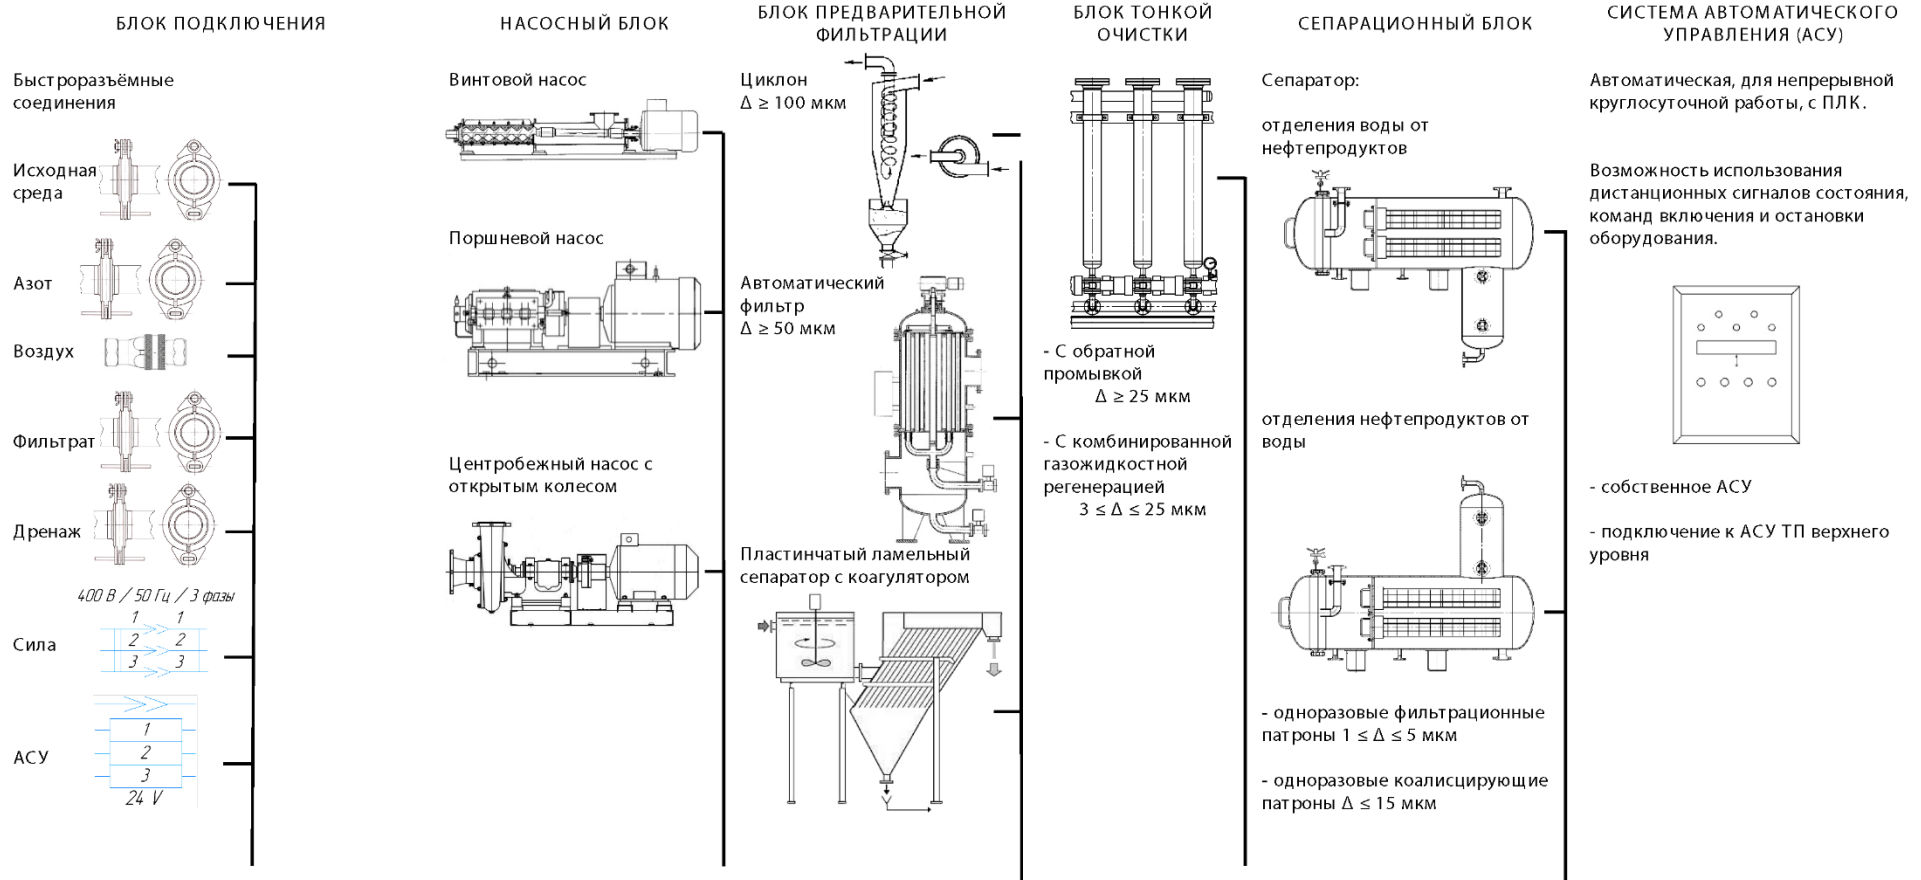 БЛОК ПОДКЛЮЧЕНИЯ
Быстроразъёмные
соединения
Исходная
среда
Азот
Воздух
Фильтрат
Дренаж
400 В / 50 Гц / 3 фазы
1 1
2 2
3 3
Сила
АСУ
1
2
3
24 V
НАСОСНЫЙ БЛОК
Винтовой насос
Поршневой насос
Центробежный насос с
открытым колесом
БЛОК ПРЕДВАРИТЕЛЬНОЙ
ФИЛЬТРАЦИИ
Циклон
Δ ≥ 100 мкм
Автоматический
фильтр
Δ ≥ 50 мкм
Пластинчатый ламельный
сепаратор с коагулятором
БЛОК ТОНКОЙ
ОЧИСТКИ
- С обратной
промывкой
Δ ≥ 25 мкм
- С комбинированной
газожидкостной
регенерацией
3 ≤ Δ ≤ 25 мкм
СЕПАРАЦИОННЫЙ БЛОК
Сепаратор:
отделения воды от
нефтепродуктов
отделения нефтепродуктов от
воды
- одноразовые фильтрационные
патроны 1 ≤ Δ ≤ 5 мкм
- одноразовые коалисцирующие
патроны Δ ≤ 15 мкм
СИСТЕМА АВТОМАТИЧЕСКОГО
УПРАВЛЕНИЯ (АСУ)
Автоматическая, для непрерывной
круглосуточной работы, с ПЛК.
Возможность использования
дистанционных сигналов состояния,
команд включения и остановки
оборудования.
- собственное АСУ
- подключение к АСУ ТП верхнего
уровня